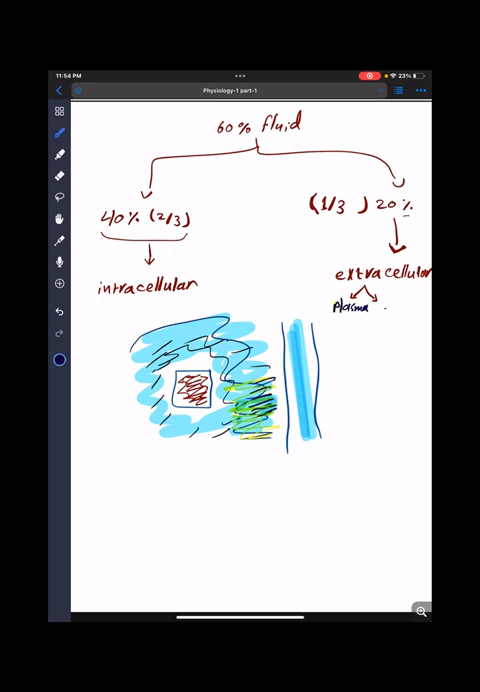 11:54 PM
23%
Physiology-1 part-1
60% fluid
40% (2/3)
(1/3) 20%
intracellular
extracellular
plasma